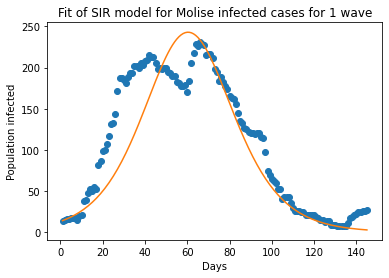 Fit of SIR model for Molise infected cases for 1 wave
250
200
150
100
50
0
Population infected
0 20 40 60 80 100 120 140
Days